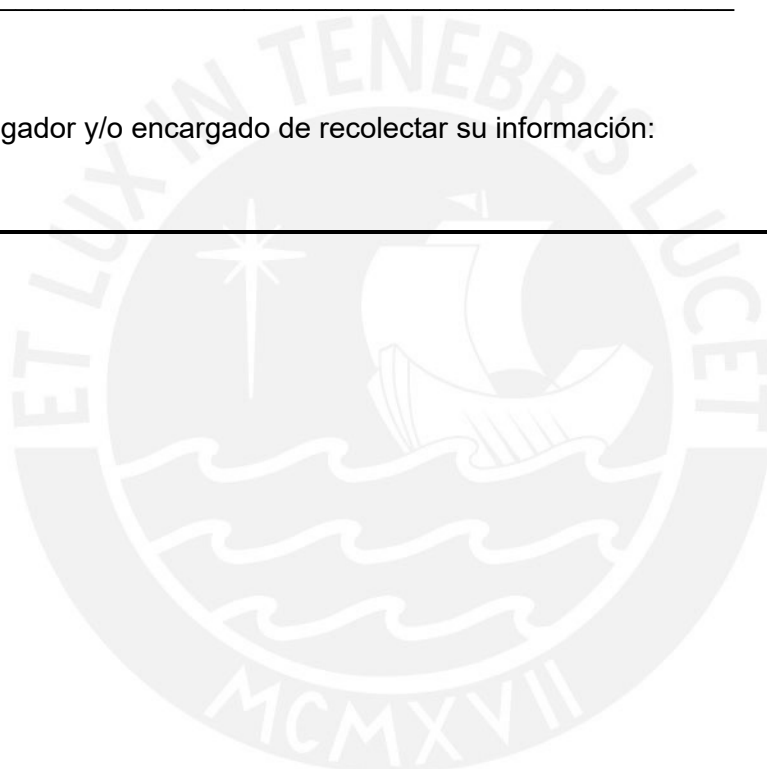 gador y/o encargado de recolectar su información:
ET LUX IN TENEBRIS LUCET
MCMXVII